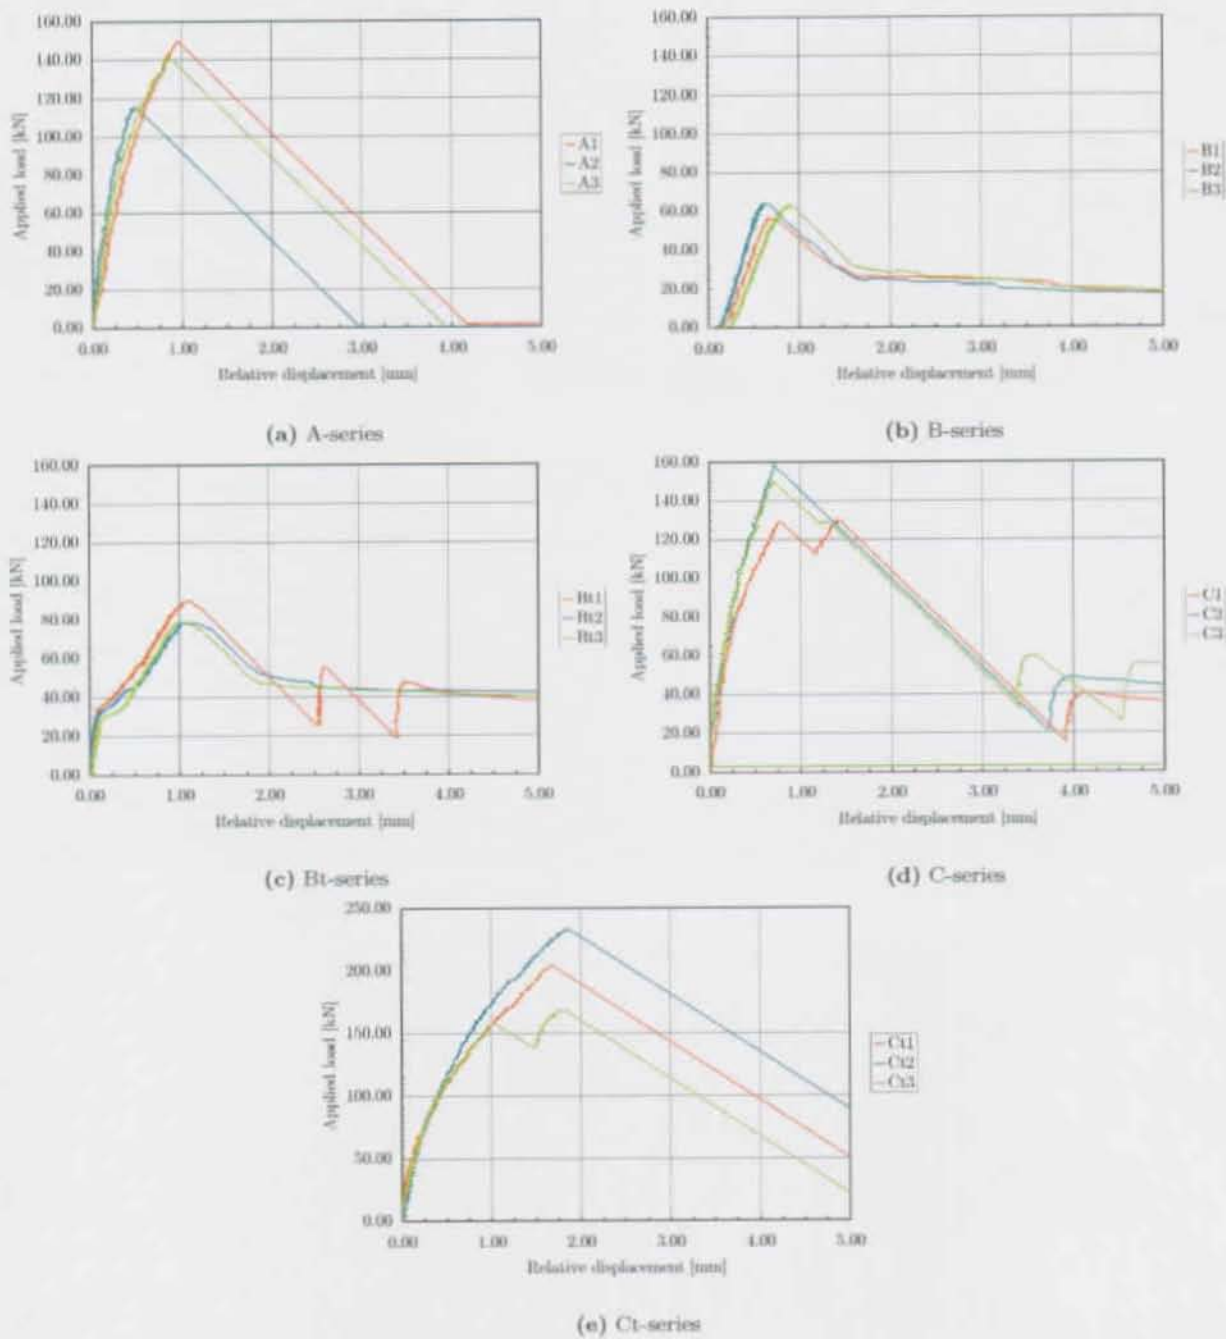 160.00
140.00
120.00
100.00
80.00
60.00
40.00
20.00
0.00
Applied load [kN]
0.00 1.00 2.00 3.00 4.00 5.00
Relative displacement [mm]
A1
A2
A3
(a) A-series
160.00
140.00
120.00
100.00
80.00
60.00
40.00
20.00
0.00
Applied load [kN]
0.00 1.00 2.00 3.00 4.00 5.00
Relative displacement [mm]
B1
B2
B3
(b) B-series
160.00
140.00
120.00
100.00
80.00
60.00
40.00
20.00
0.00
Applied load [kN]
0.00 1.00 2.00 3.00 4.00 5.00
Relative displacement [mm]
Bt1
Bt2
Bt3
(c) Bt-series
160.00
140.00
120.00
100.00
80.00
60.00
40.00
20.00
0.00
Applied load [kN]
0.00 1.00 2.00 3.00 4.00 5.00
Relative displacement [mm]
C1
C2
C3
(d) C-series
250.00
200.00
150.00
100.00
50.00
0.00
Applied load [kN]
0.00 1.00 2.00 3.00 4.00 5.00
Relative displacement [mm]
Ct1
Ct2
Ct3
(e) Ct-series